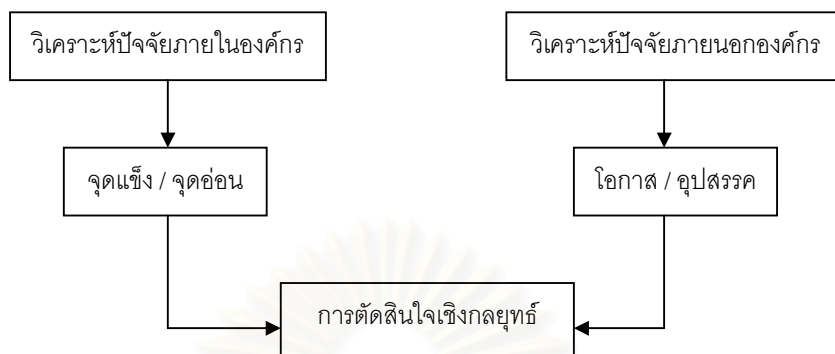 วิเคราะห์ปัจจัยภายในองค์กร
วิเคราะห์ปัจจัยภายนอกองค์กร
จุดแข็ง / จุดอ่อน
โอกาส / อุปสรรค
การตัดสินใจเชิงกลยุทธ์